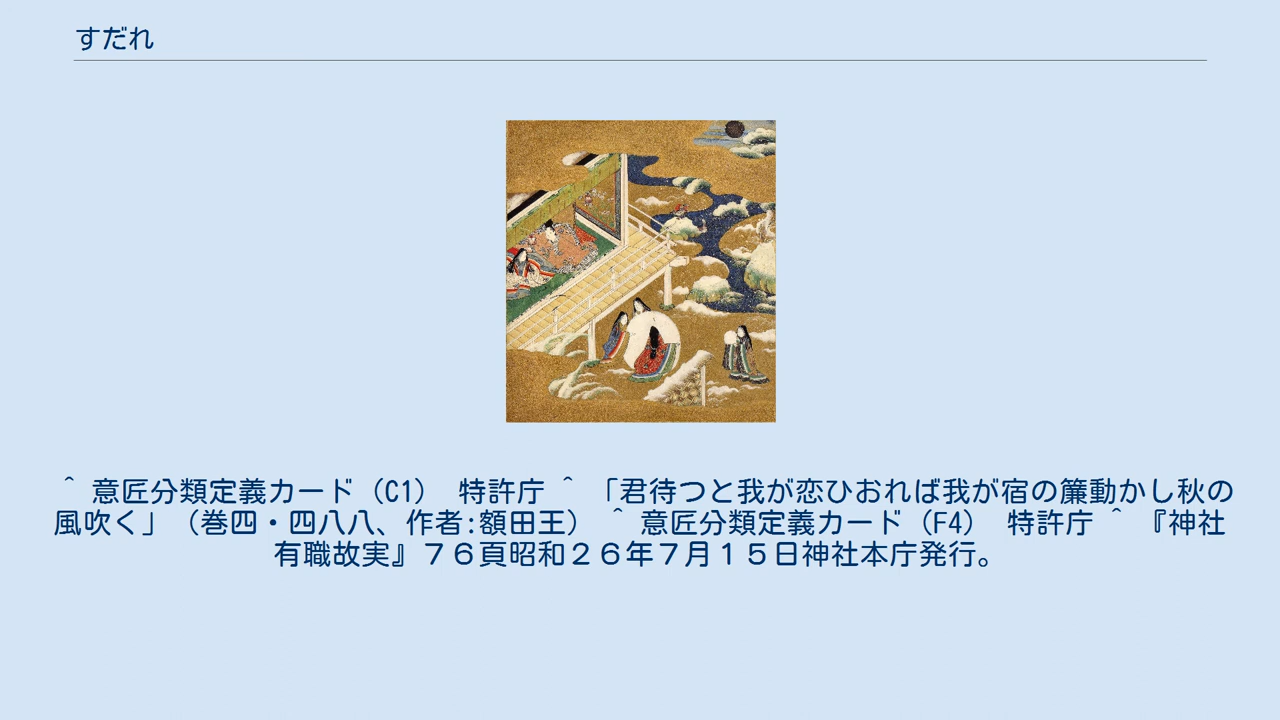 すだれ
^ 意匠分類定義カード（C1） 特許庁 ^ 「君待つと我が恋ひおれば我が宿の簾動かし秋の
風吹く」（巻四・四八八、作者:額田王） ^ 意匠分類定義カード（F4） 特許庁 ^ 『神社
有職故実』７６頁昭和２６年７月１５日神社本庁発行。